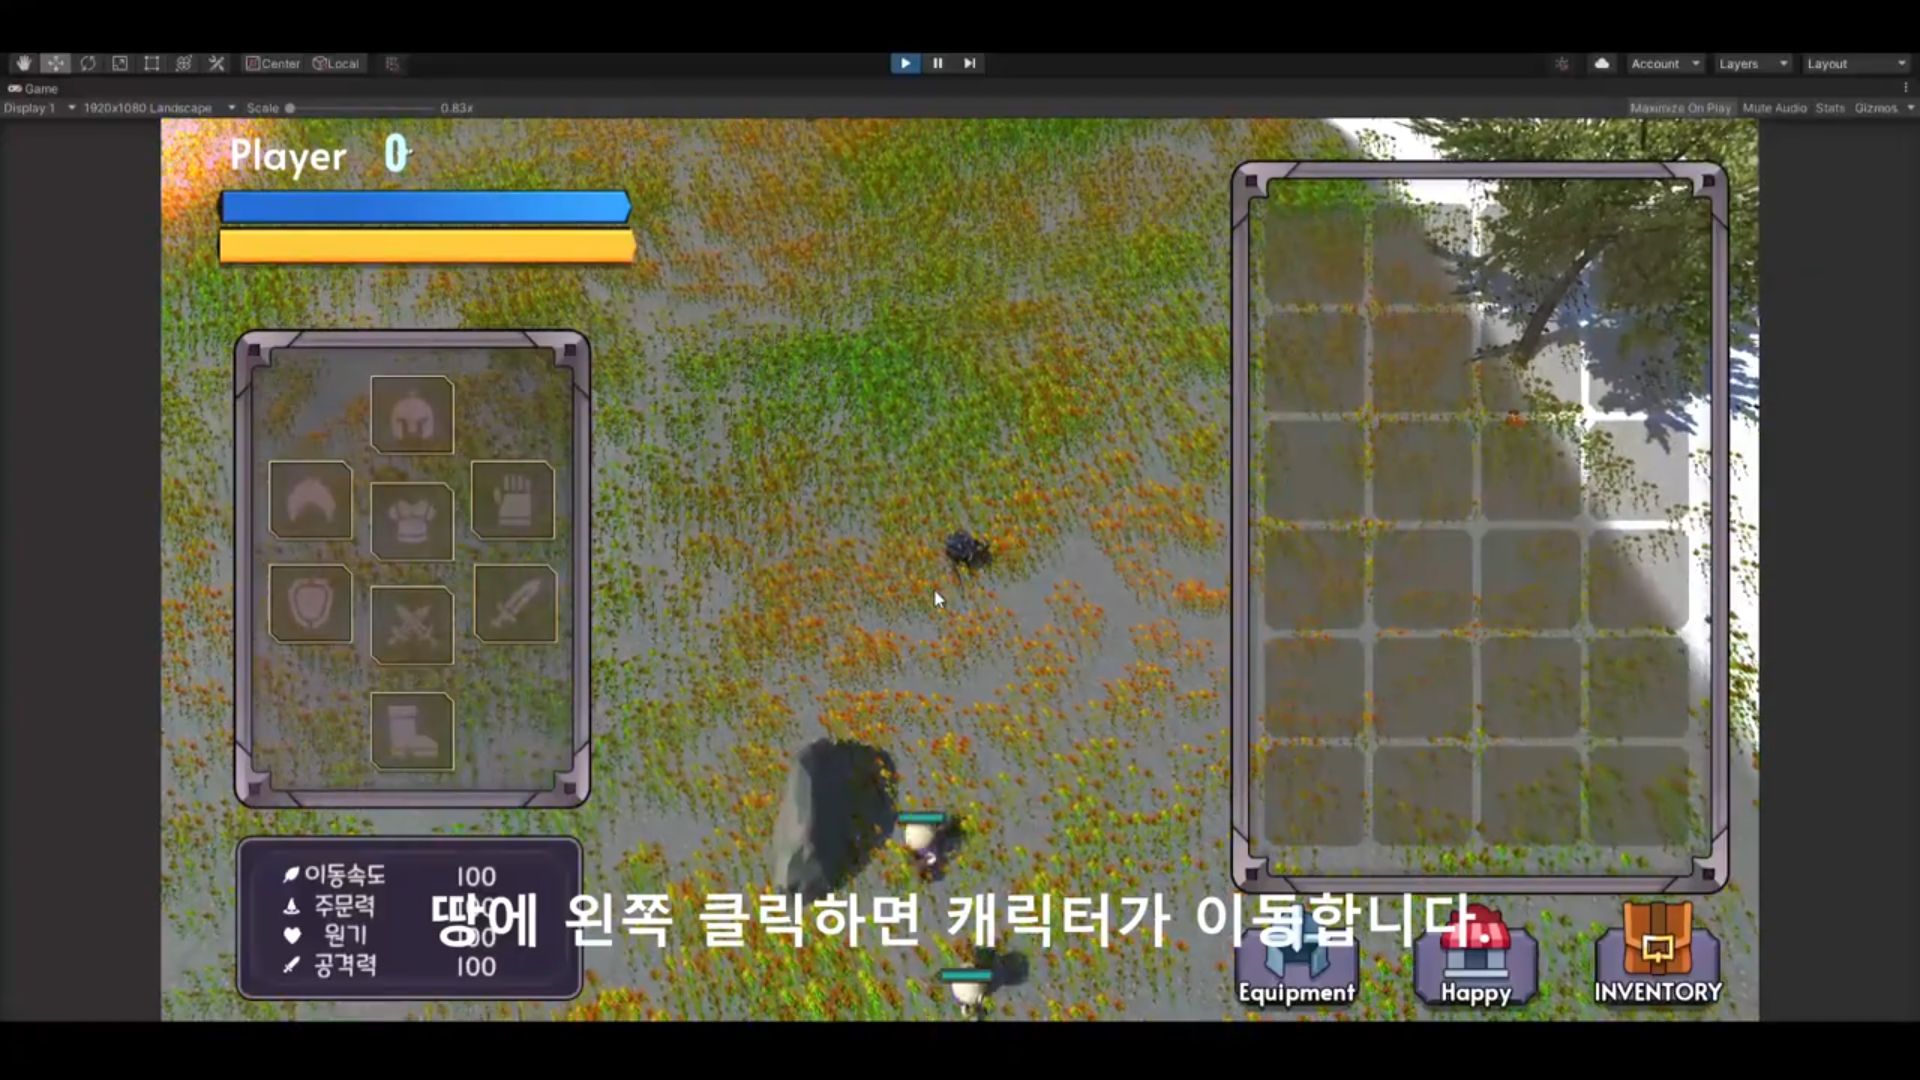 Center Local
Account Layers Layout
Game
Display 1 1920x1080 Landscape Scale 0.83x
Maximize On Play Mute Audio Stats Gizmos
Player 0
이동속도 100
주문력
원기
공격력 100
땅에 왼쪽 클릭하면 캐릭터가 이동합니다.
Equipment Happy INVENTORY